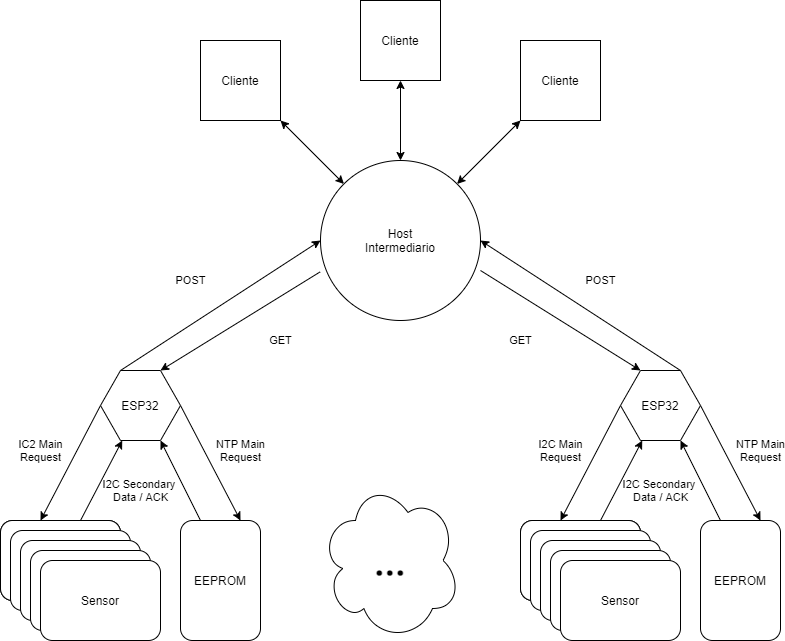 Cliente
Cliente
Cliente
Host
Intermediario
POST
POST
GET
GET
ESP32
ESP32
IC2 Main
Request
NTP Main
Request
I2C Main
Request
NTP Main
Request
I2C Secondary
Data / ACK
I2C Secondary
Data / ACK
...
EEPROM
EEPROM
Sensor
Sensor